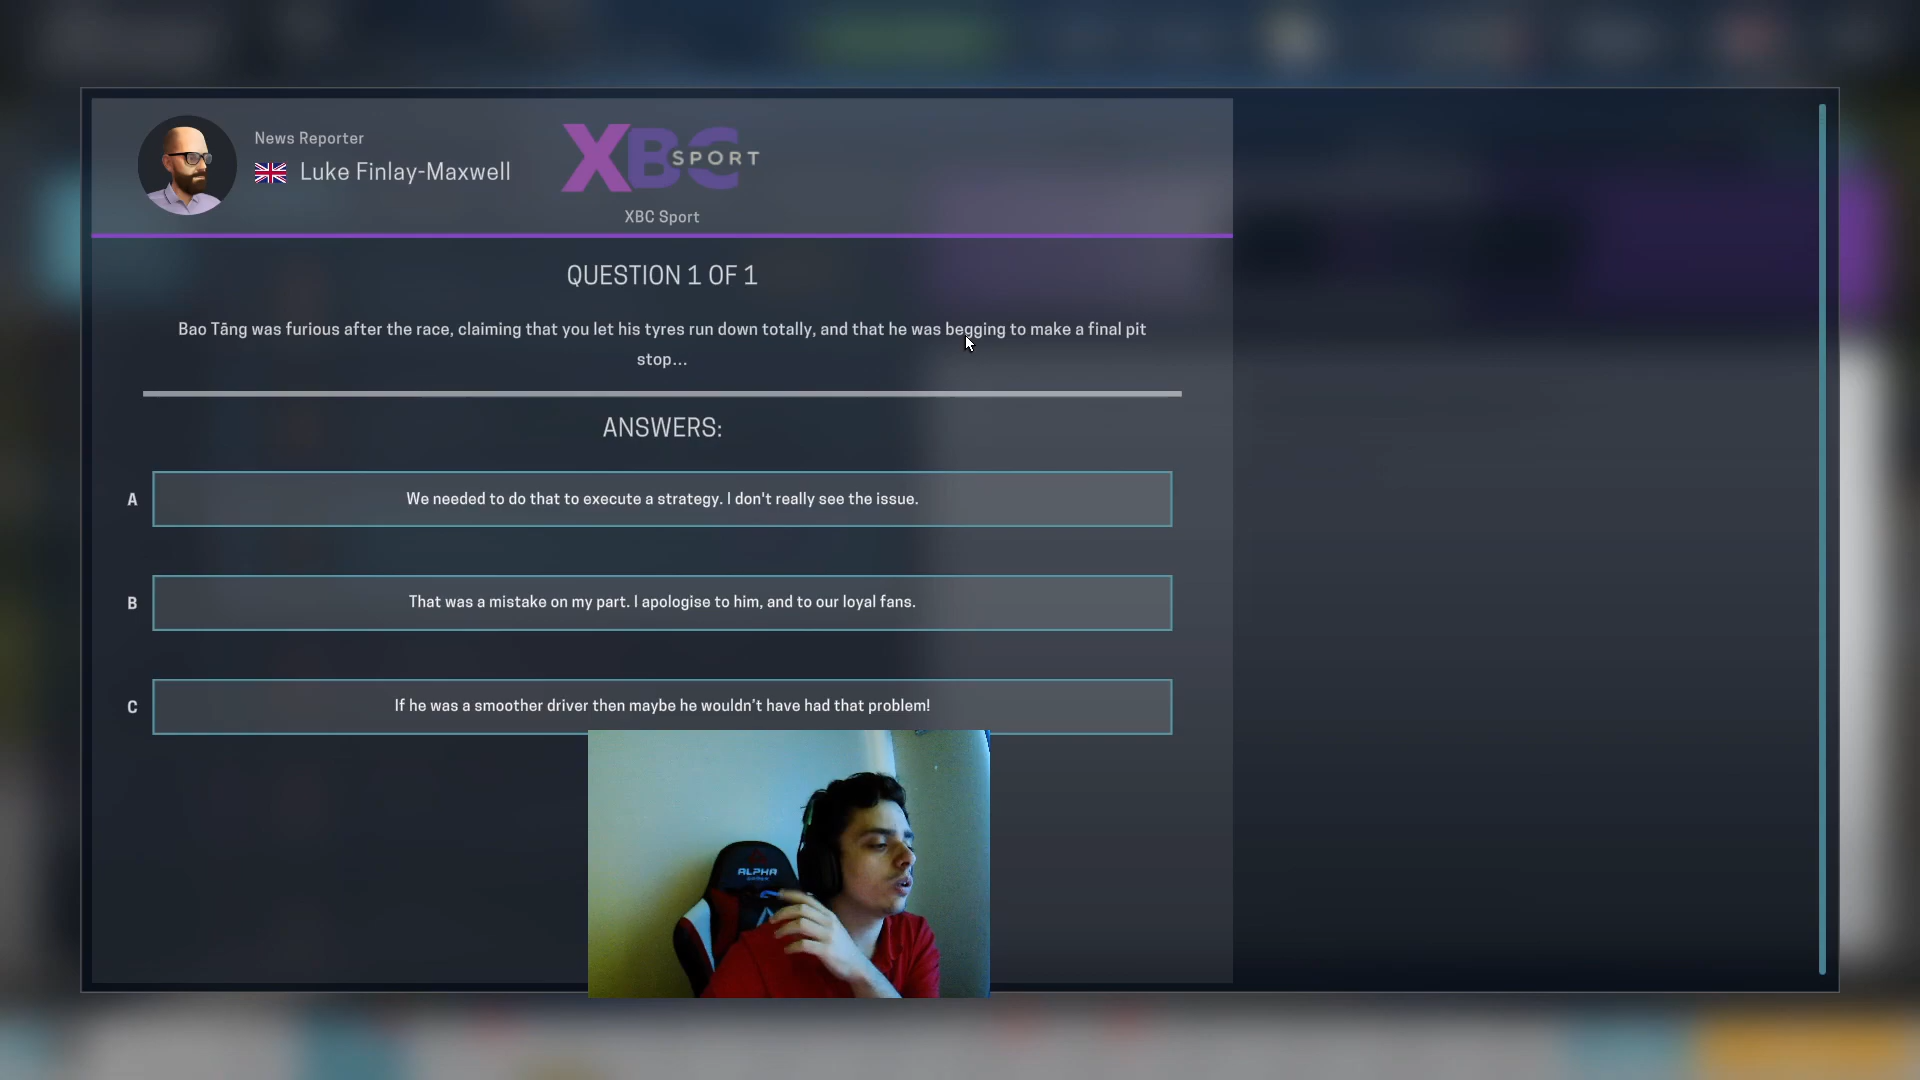 News Reporter
Luke Finlay-Maxwell
XBC SPORT
XBC Sport
QUESTION 1 OF 1
Bao Tāng was furious after the race, claiming that you let his tyres run down totally, and that he was begging to make a final pit
stop...
ANSWERS:
A We needed to do that to execute a strategy. I don't really see the issue.
B That was a mistake on my part. I apologise to him, and to our loyal fans.
C If he was a smoother driver then maybe he wouldn't have had that problem!
ALPHA